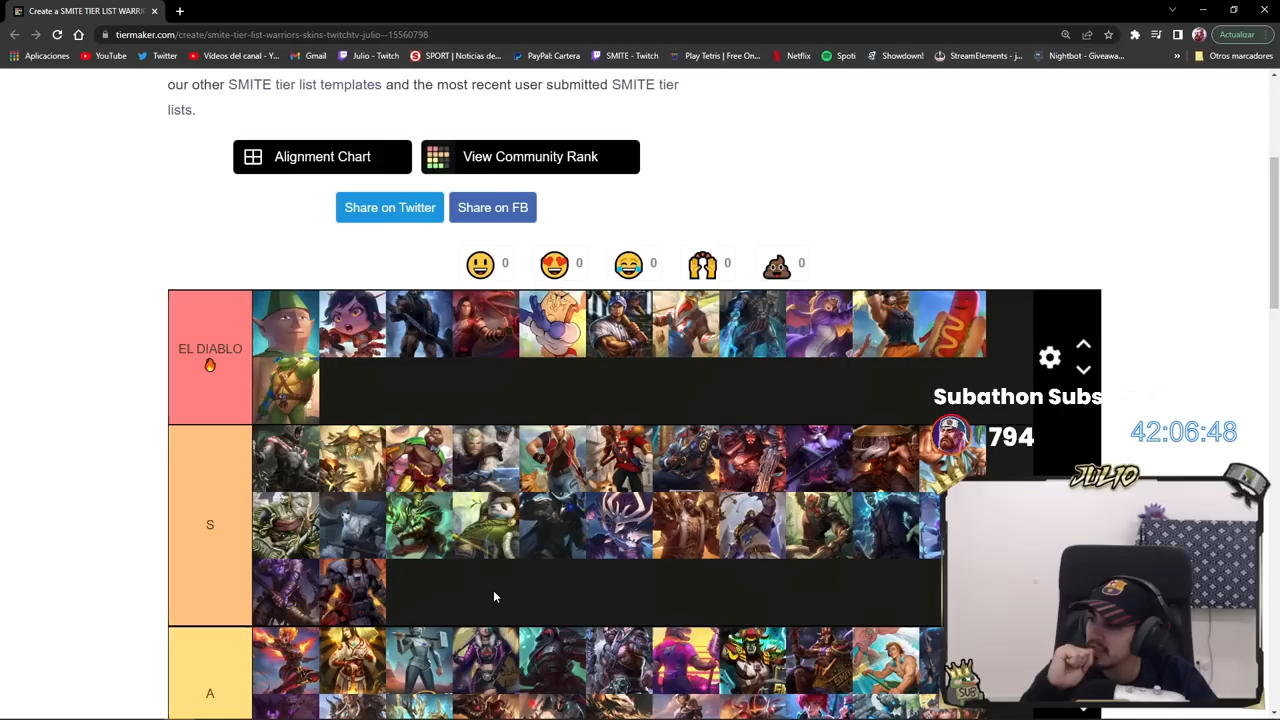 Create a SMITE TIER LIST WARRI
tiermaker.com/create/smite-tier-list-warriors-skins-twitchtv-julio--15560798
Actualizar
Aplicaciones
YouTube
Twitter
Vídeos del canal - Y...
Gmail
Julio - Twitch
SPORT | Noticias de...
PayPal Cartera
SMITE - Twitch
Play Tetris | Free On...
Netflix
Spoti
Showdown!
StreamElements - j...
Nightbot - Giveawa...
»
Otros marcadores
our other SMITE tier list templates and the most recent user submitted SMITE tier
lists.
Alignment Chart
View Community Rank
Share on Twitter
Share on FB
0
0
0
0
0
EL DIABLO
Subathon Subs
794
42:06:48
JUL10
S
A
SUB